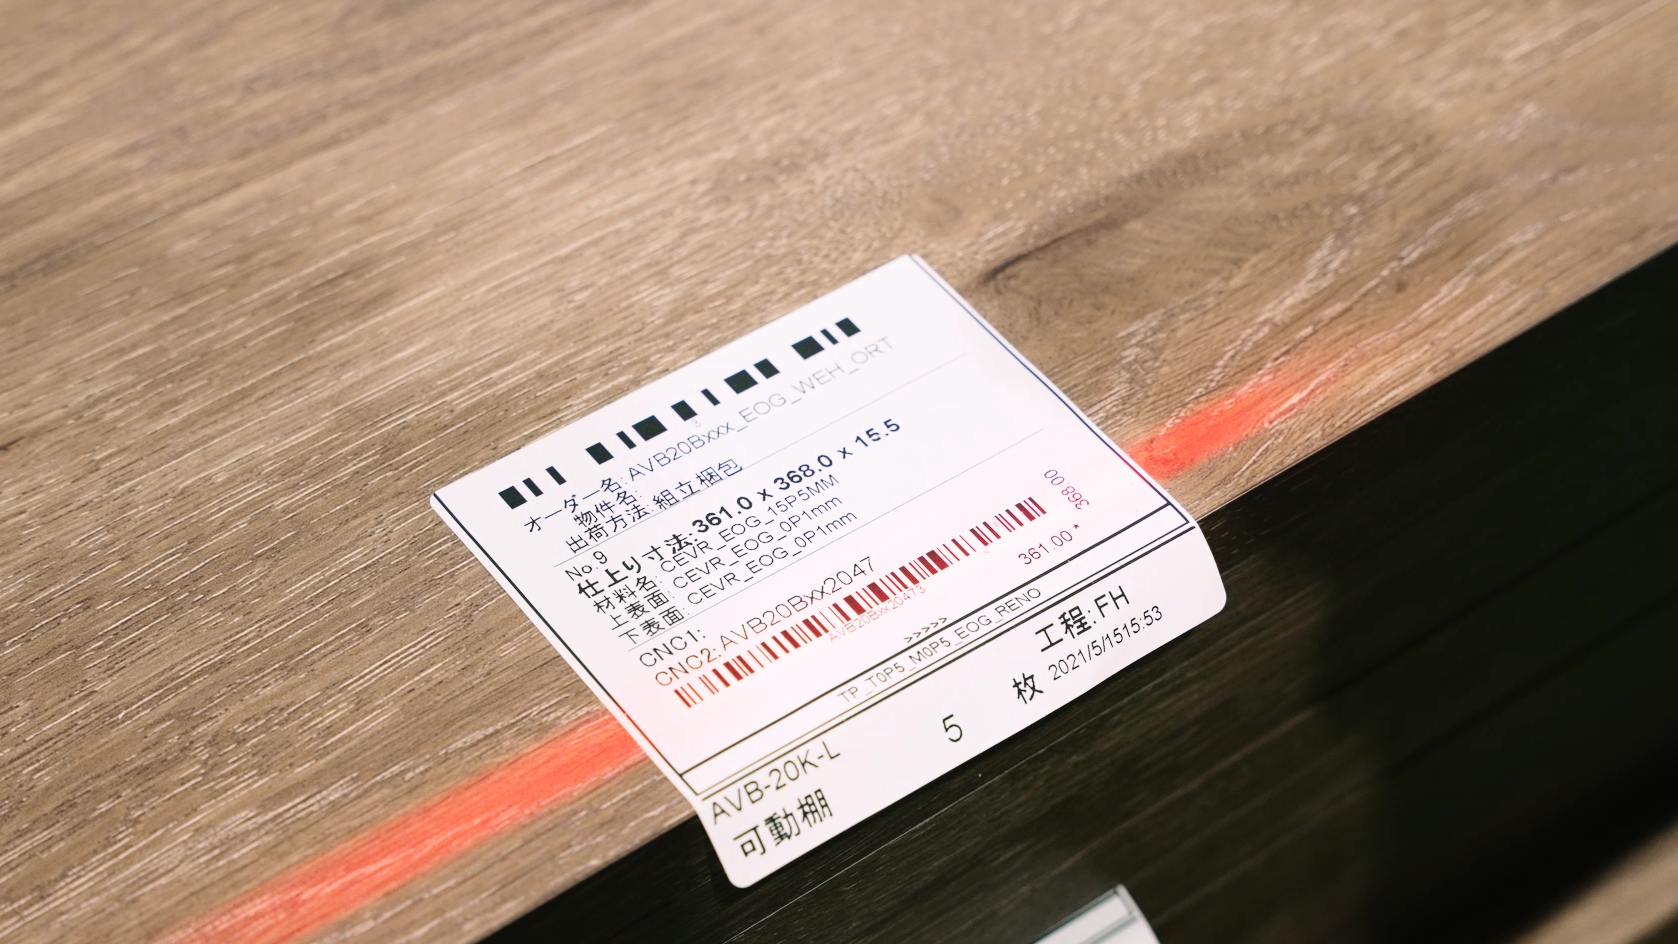 オーダー名: AVB20Bxxx_EOG_WEH_ORT
物件名:
出荷方法: 組立梱包
No.9
仕上り寸法: 361.0 x 368.0 x 15.5
材料名: CEVR_EOG_15P5MM
上表面: CEVR_EOG_0P1mm
下表面: CEVR_EOG_0P1mm
CNC1:
CNC2: AVB20Bxx2047
AVB20Bxx20473
368.00
361.00*
>>>>>
TP_T0P5_M0P5_EOG_RENO
工程: FH
AVB-20K-L 5 枚 2021/5/1515:53
可動棚